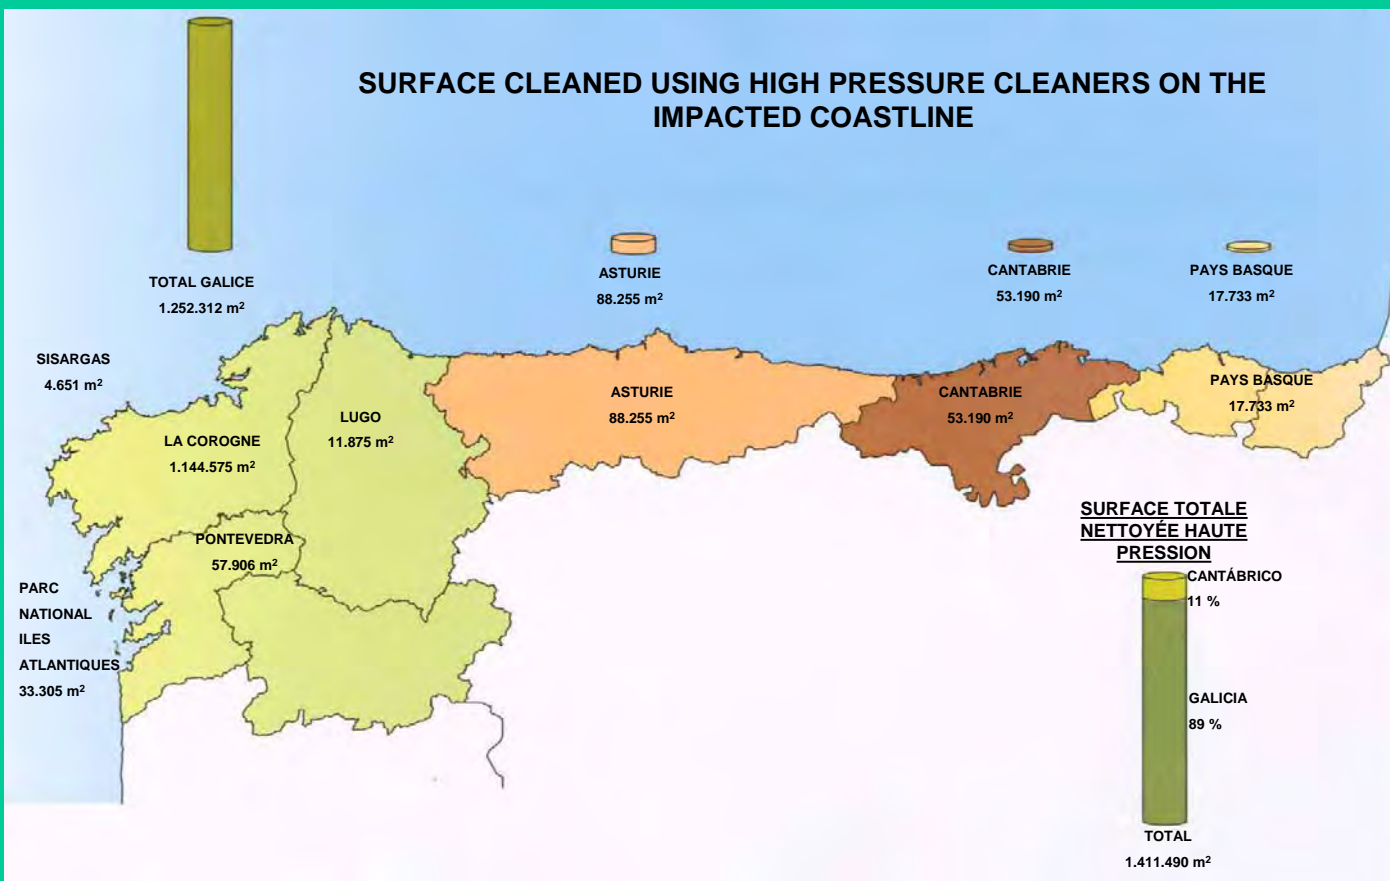 SURFACE CLEANED USING HIGH PRESSURE CLEANERS ON THE
IMPACTED COASTLINE
TOTAL GALICE
1.252.312 m²
ASTURIE
88.255 m²
CANTABRIE
53.190 m²
PAYS BASQUE
17.733 m²
SISARGAS
4.651 m²
LA COROGNE
1.144.575 m²
LUGO
11.875 m²
ASTURIE
88.255 m²
CANTABRIE
53.190 m²
PAYS BASQUE
17.733 m²
PONTEVEDRA
57.906 m²
PARC
NATIONAL
ILES
ATLANTIQUES
33.305 m²
SURFACE TOTALE
NETTOYÉE HAUTE
PRESSION
CANTÁBRICO
11 %
GALICIA
89 %
TOTAL
1.411.490 m²